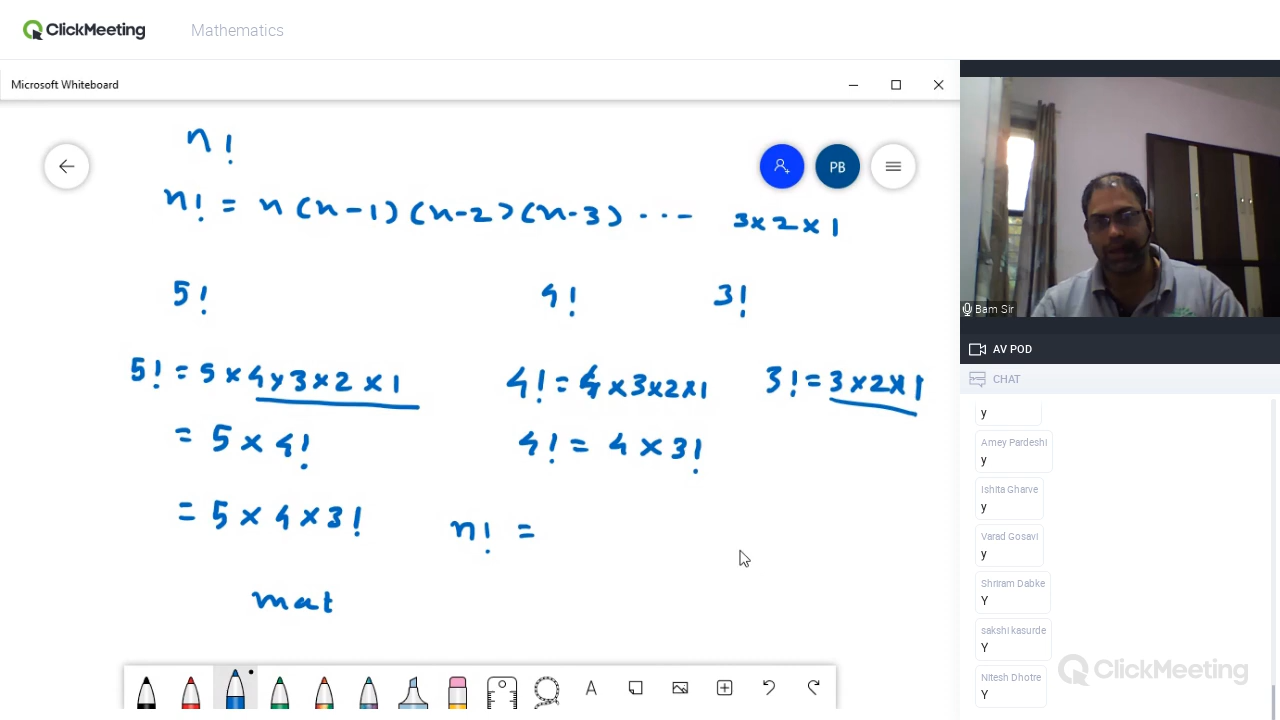 ClickMeeting
Mathematics
Microsoft Whiteboard
n!
PB
n! = n(n-1)(n-2)(n-3) ... 3×2×1
5! 4! 3!
5! = 5×4×3×2×1 4! = 4×3×2×1 3! = 3×2×1
= 5×4! 4! = 4×3!
= 5×4×3! n! =
mat
A
Bam Sir
AV POD
CHAT
y
Amey Pardeshi
y
Ishita Gharve
y
Varad Gosavi
y
Shriram Dabke
Y
sakshi kasurde
Y
Nitesh Dhotre
Y
ClickMeeting